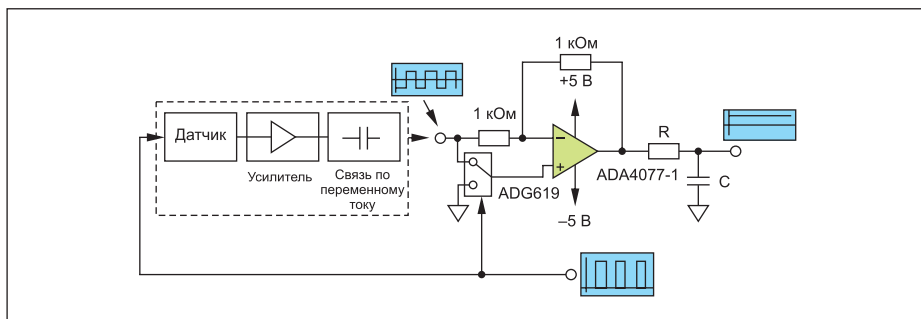 1 кОм
+5 В
1 кОм
Датчик
R
Усилитель
Связь по
переменному
току
ADG619
ADA4077-1
C
–5 В